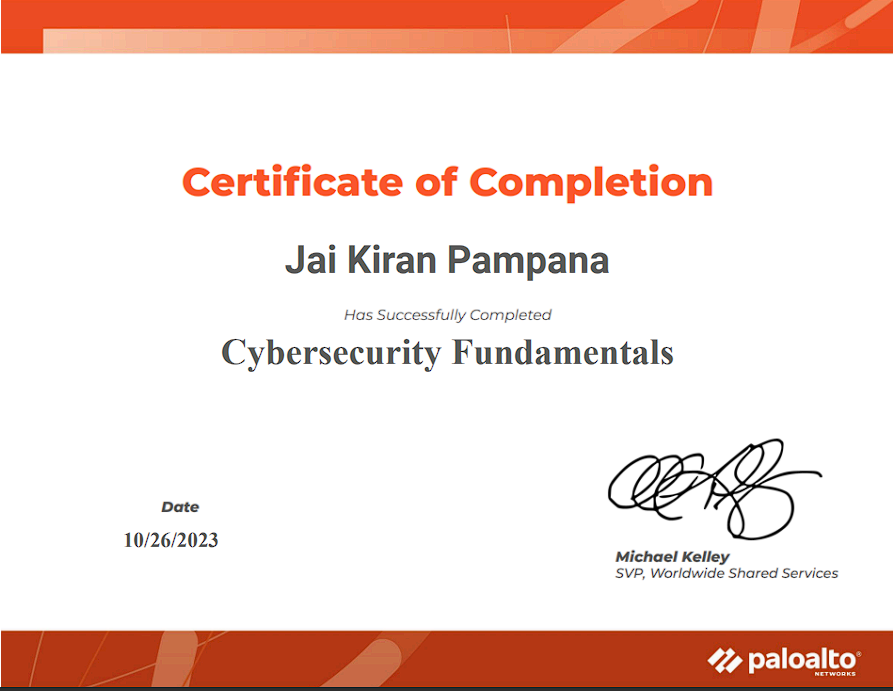 Certificate of Completion
Jai Kiran Pampana
Has Successfully Completed
Cybersecurity Fundamentals
Date
10/26/2023
Michael Kelley
SVP, Worldwide Shared Services
paloalto®
NETWORKS